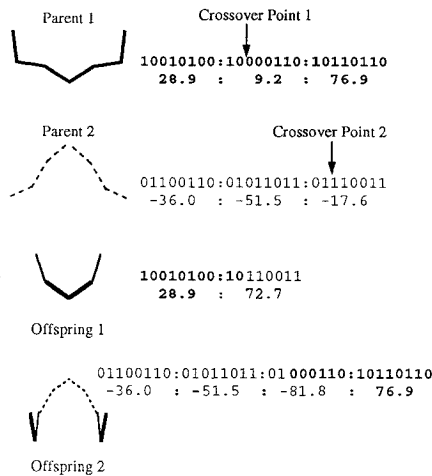 Parent 1
Crossover Point 1
10010100:10000110:10110110
28.9 : 9.2 : 76.9
Parent 2
Crossover Point 2
01100110:01011011:01110011
-36.0 : -51.5 : -17.6
10010100:10110011
28.9 : 72.7
Offspring 1
01100110:01011011:01000110:10110110
-36.0 : -51.5 : -81.8 : 76.9
Offspring 2